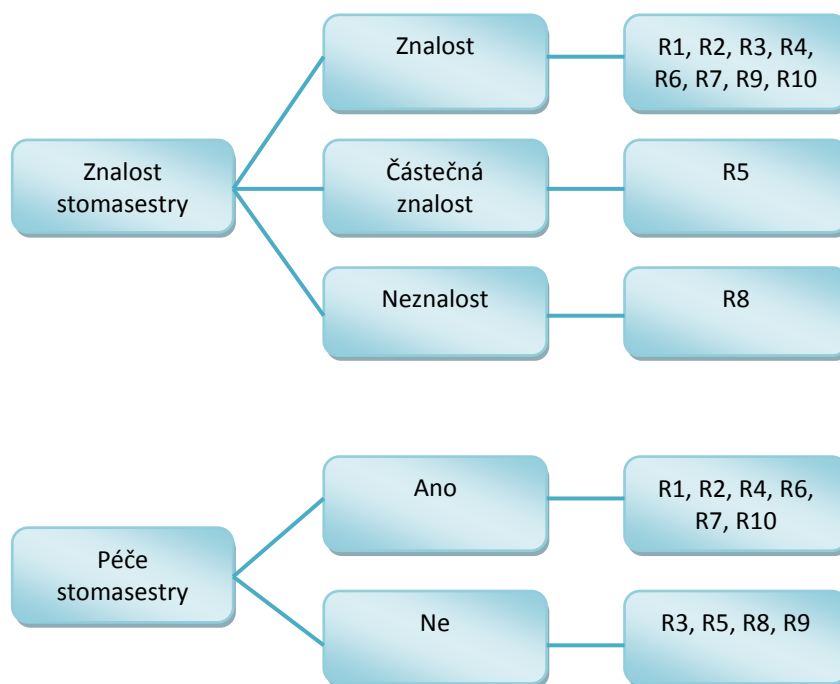 Znalost
stomasestry
Znalost
R1, R2, R3, R4,
R6, R7, R9, R10
Částečná
znalost
R5
Neznalost
R8
Péče
stomasestry
Ano
R1, R2, R4, R6,
R7, R10
Ne
R3, R5, R8, R9